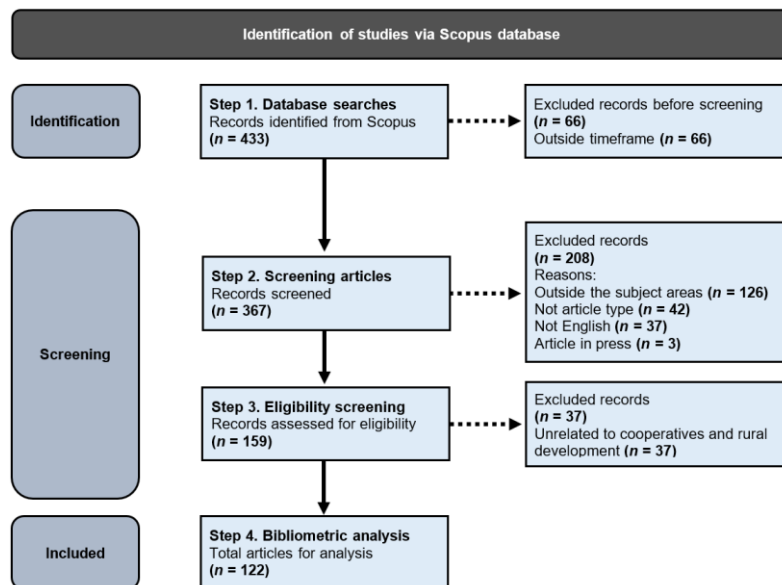 Identification of studies via Scopus database
Identification
Step 1. Database searches
Records identified from Scopus
(n = 433)
Excluded records before screening
(n = 66)
Outside timeframe (n = 66)
Screening
Step 2. Screening articles
Records screened
(n = 367)
Excluded records
(n = 208)
Reasons:
Outside the subject areas (n = 126)
Not article type (n = 42)
Not English (n = 37)
Article in press (n = 3)
Step 3. Eligibility screening
Records assessed for eligibility
(n = 159)
Excluded records
(n = 37)
Unrelated to cooperatives and rural
development (n = 37)
Included
Step 4. Bibliometric analysis
Total articles for analysis
(n = 122)